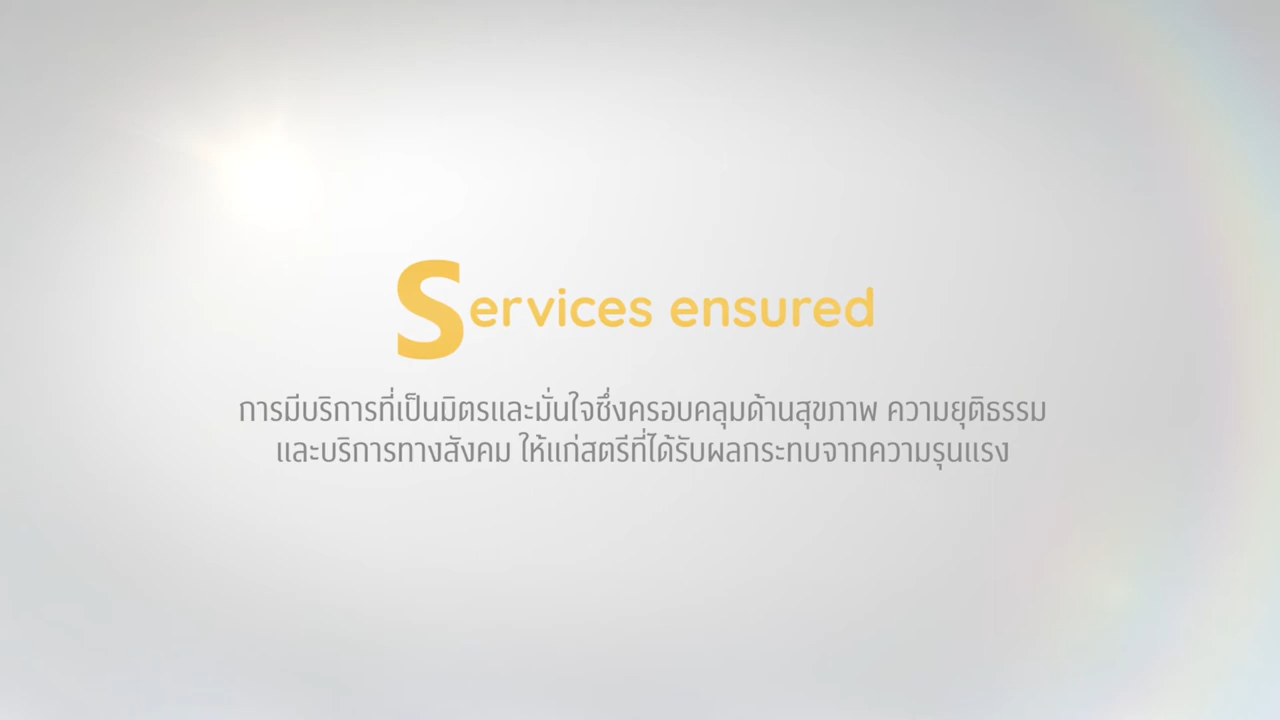 Services ensured
การมีบริการที่เป็นมิตรและมั่นใจซึ่งครอบคลุมด้านสุขภาพ ความยุติธรรม
และบริการทางสังคม ให้แก่สตรีที่ได้รับผลกระทบจากความรุนแรง